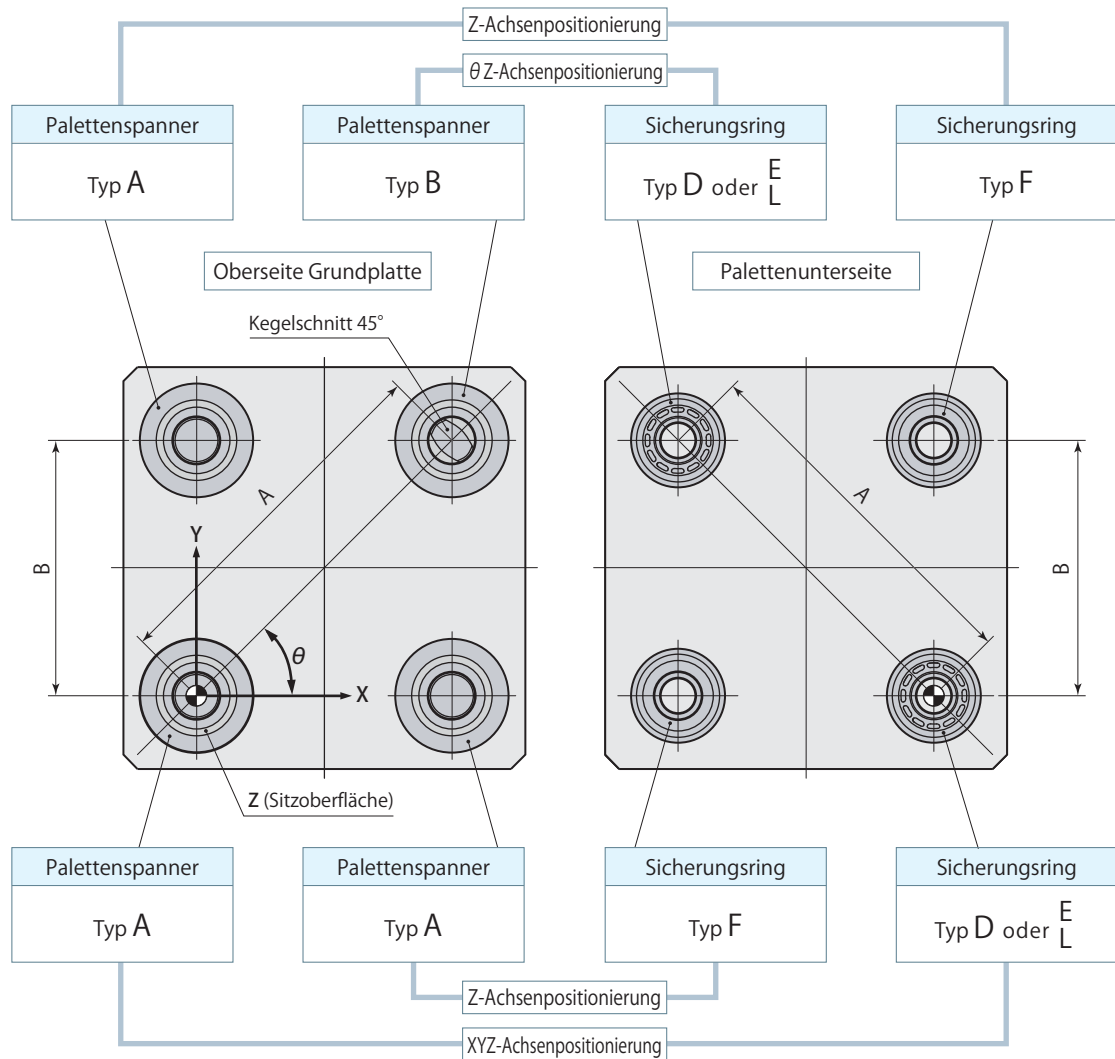 Z-Achsenpositionierung
θ Z-Achsenpositionierung
Palettenspanner
Typ A
Palettenspanner
Typ B
Sicherungsring
Typ D oder E L
Sicherungsring
Typ F
Oberseite Grundplatte
Palettenunterseite
Kegelschnitt 45°
A
B
Y
θ
X
Z (Sitzoberfläche)
A
B
Palettenspanner
Typ A
Palettenspanner
Typ A
Sicherungsring
Typ F
Sicherungsring
Typ D oder E L
Z-Achsenpositionierung
XYZ-Achsenpositionierung